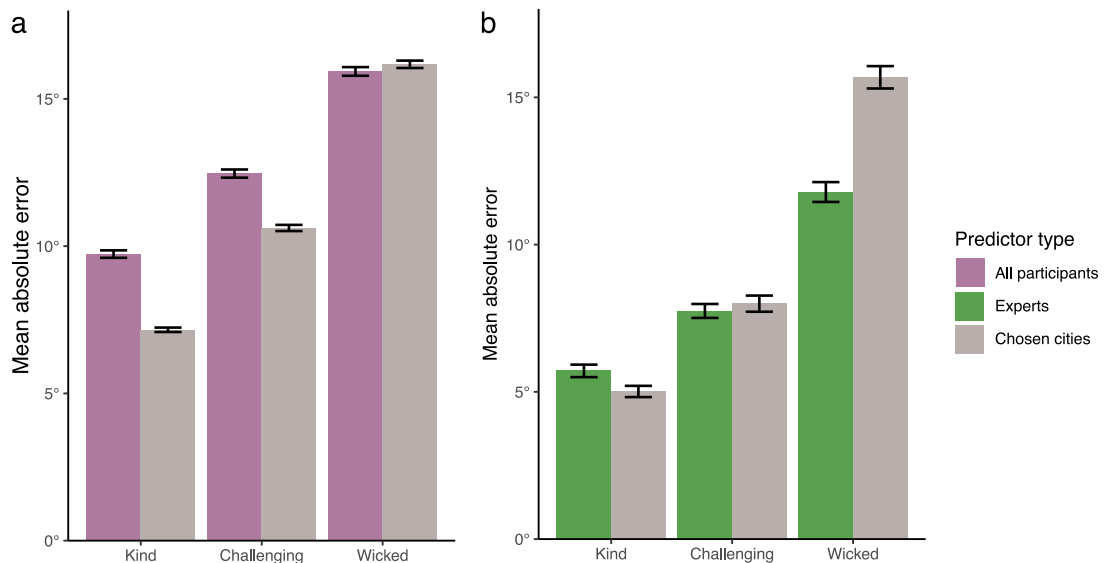 a
Mean absolute error
15°
10°
5°
0°
Kind Challenging Wicked
b
Mean absolute error
15°
10°
5°
0°
Kind Challenging Wicked
Predictor type
All participants
Experts
Chosen cities